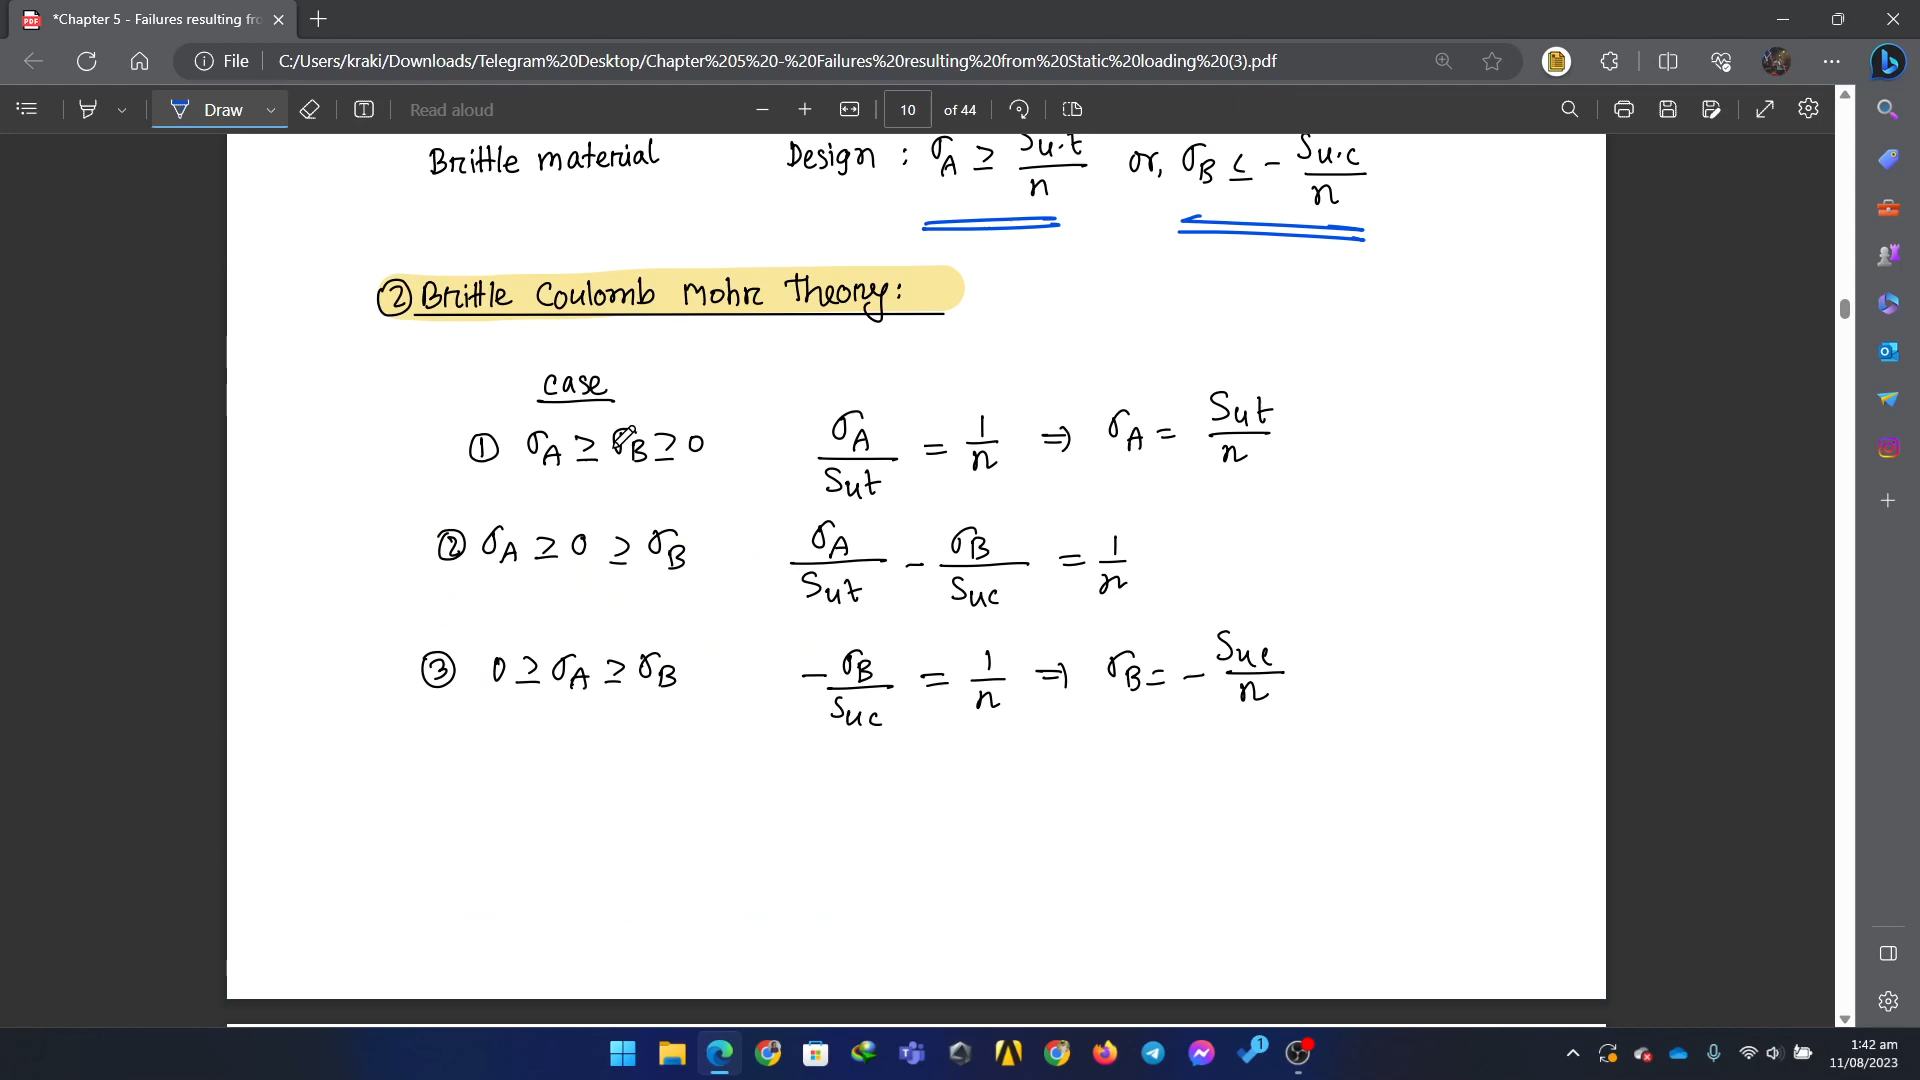 *Chapter 5 - Failures resulting fro
File C:/Users/kraki/Downloads/Telegram%20Desktop/Chapter%205%20-%20Failures%20resulting%20from%20Static%20loading%20(3).pdf
Draw Read aloud 10 of 44
Brittle material Design : σA ≥ Su.t/n or, σB ≤ - Su.c/n
② Brittle Coulomb Mohr theory:
case
① σA ≥ σB ≥ 0 σA/Sut = 1/n ⇒ σA = Sut/n
② σA ≥ 0 ≥ σB σA/Sut - σB/Suc = 1/n
③ 0 ≥ σA ≥ σB - σB/Suc = 1/n ⇒ σB = - Suc/n
1
1:42 am
11/08/2023